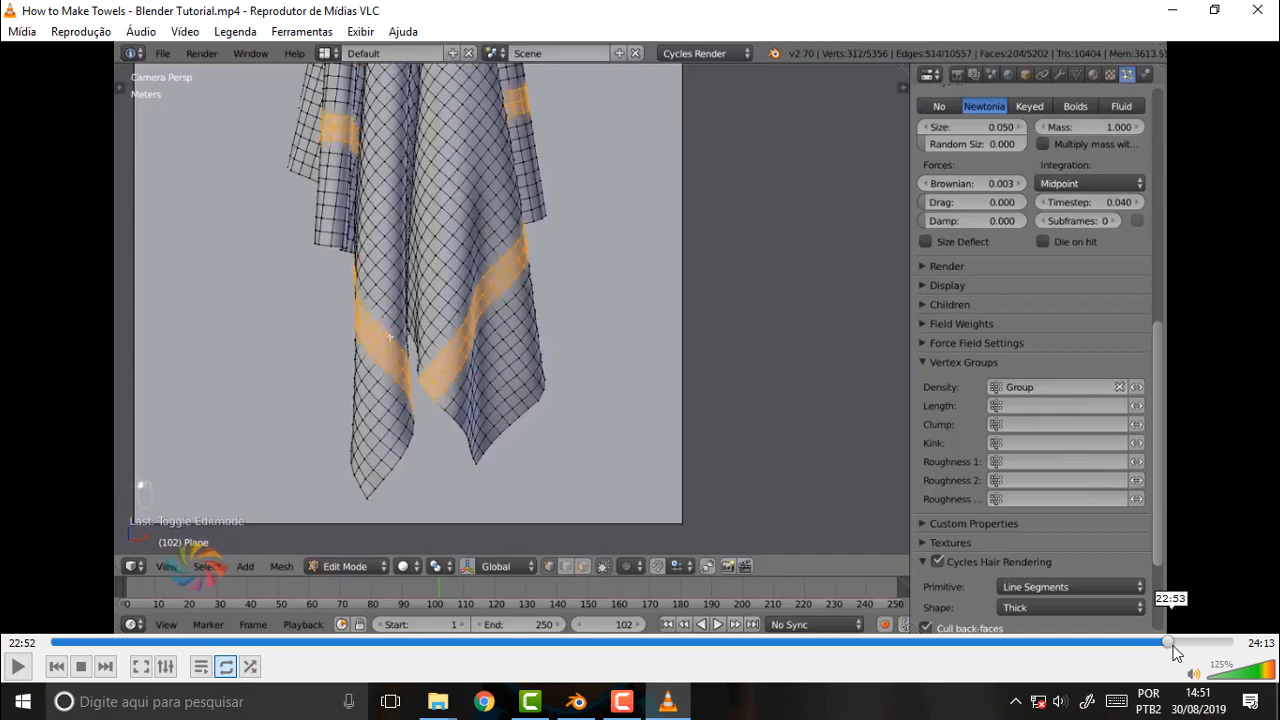 How to Make Towels - Blender Tutorial.mp4 - Reprodutor de Mídias VLC
Mídia Reprodução Áudio Vídeo Legenda Ferramentas Exibir Ajuda
File Render Window Help Default Scene Cycles Render v2.70 | Verts:312/5356 | Edges:514/10557 | Faces:204/5202 | Tris:10404 | Mem:3613.9
Camera Persp
Meters
No Newtonia Keyed Boids Fluid
Size: 0.050 Mass: 1.000
Random Siz: 0.000 Multiply mass wit...
Forces: Integration:
Brownian: 0.003 Midpoint
Drag: 0.000 Timestep: 0.040
Damp: 0.000 Subframes: 0
Size Deflect Die on hit
Render
Display
Children
Field Weights
Force Field Settings
Vertex Groups
Density: Group
Length:
Clump:
Kink:
Roughness 1:
Roughness 2:
Roughness ...
Custom Properties
Textures
Cycles Hair Rendering
Primitive: Line Segments
Shape: Thick
Cull back-faces
Last: Toggle Editmode
(102) Plane
View Select Add Mesh Edit Mode Global
0 10 20 30 40 50 60 70 80 90 100 110 120 130 140 150 160 170 180 190 200 210 220 230 240 250
View Marker Frame Playback Start: 1 End: 250 102 No Sync
22:53
22:52 24:13
125%
Digite aqui para pesquisar
POR
PTB2
14:51
30/08/2019